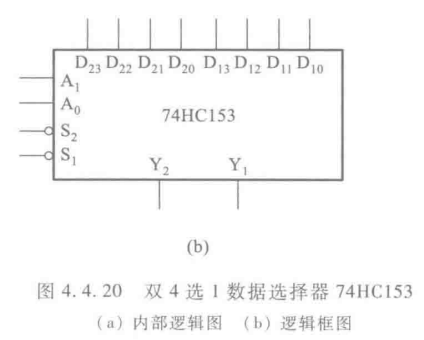 D₂₃ D₂₂ D₂₁ D₂₀ D₁₃ D₁₂ D₁₁ D₁₀
A₁
A₀
74HC153
S₂
S₁
Y₂ Y₁
(b)
图 4.4.20 双 4 选 1 数据选择器 74HC153
(a) 内部逻辑图 (b) 逻辑框图